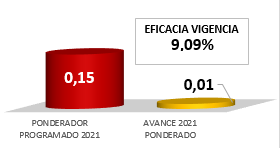 EFICACIA VIGENCIA
9,09%
0,15
0,01
PONDERADOR
PROGRAMADO 2021
AVANCE 2021
PONDERADO